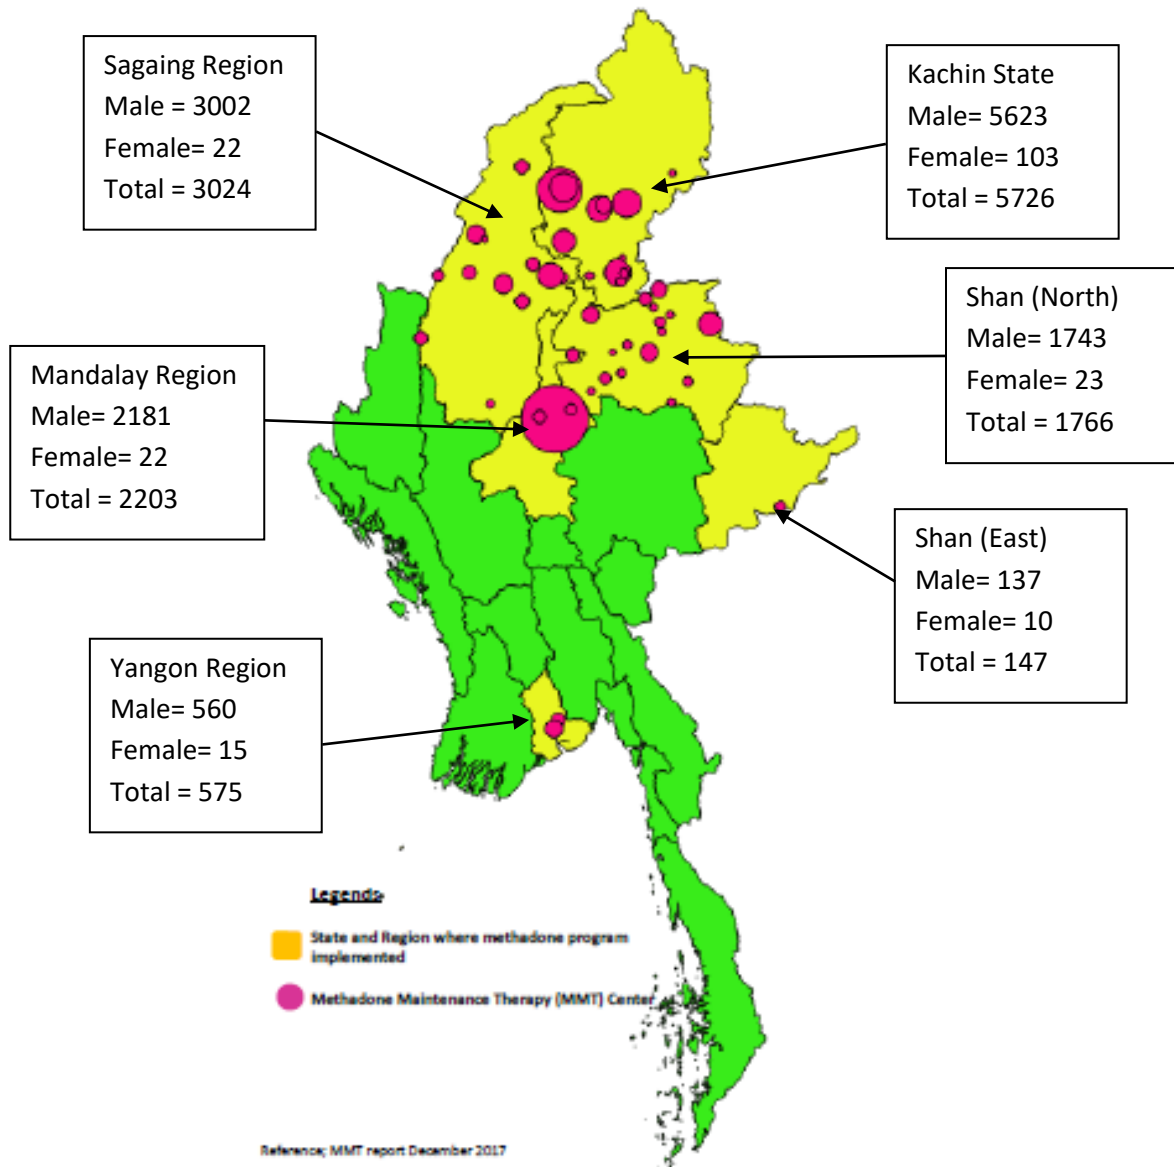 Sagaing Region
Male = 3002
Female= 22
Total = 3024
Kachin State
Male= 5623
Female= 103
Total = 5726
Shan (North)
Male= 1743
Female= 23
Total = 1766
Mandalay Region
Male= 2181
Female= 22
Total = 2203
Shan (East)
Male= 137
Female= 10
Total = 147
Yangon Region
Male= 560
Female= 15
Total = 575
Legends
State and Region where methadone program
implemented
Methadone Maintenance Therapy (MMT) Center
Reference; MMT report December 2017